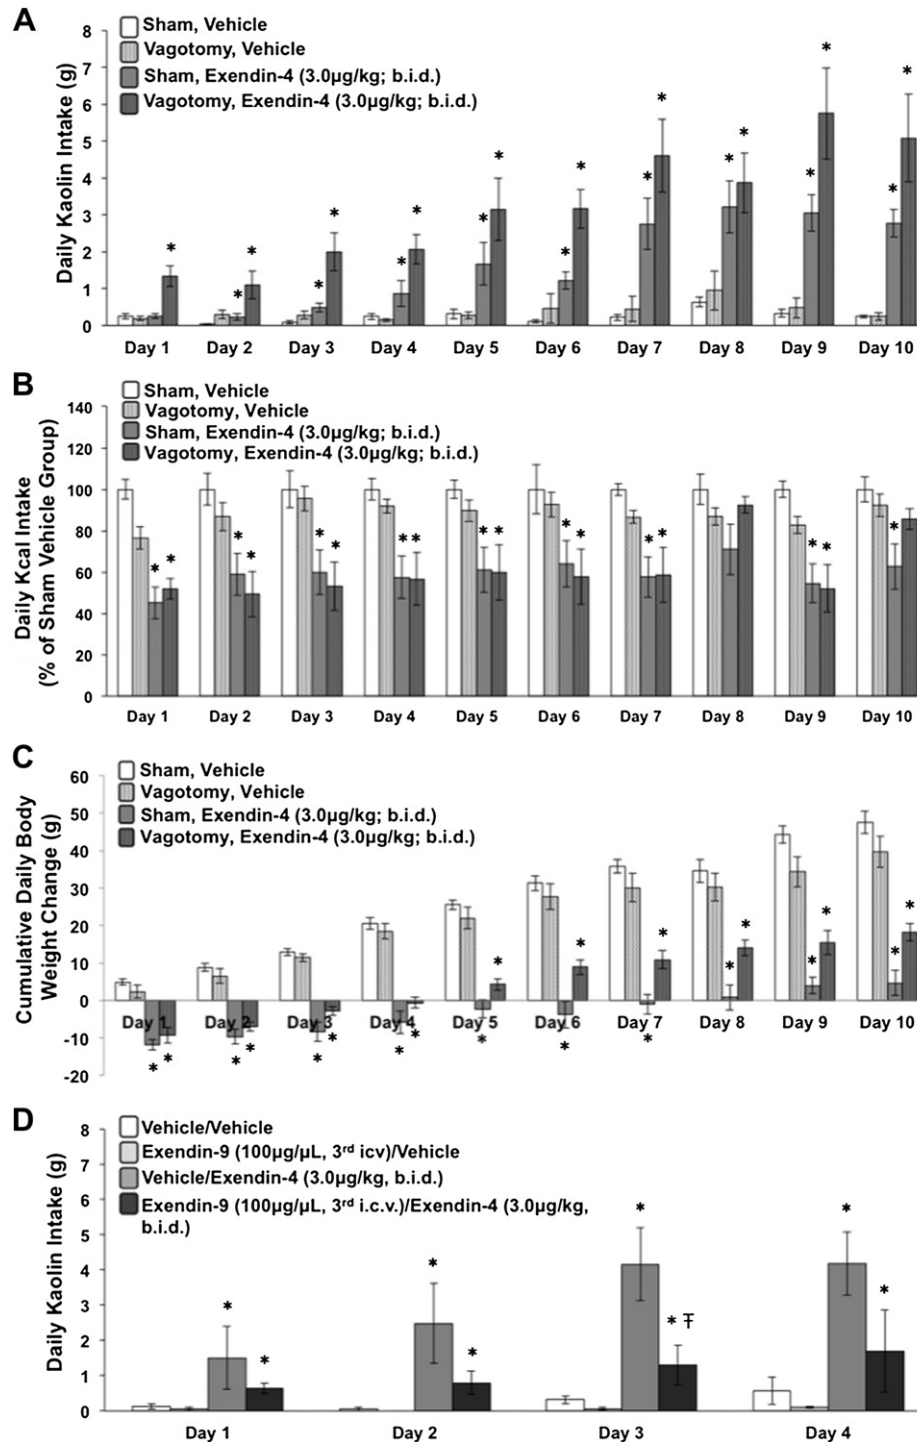 A
Sham, Vehicle
Vagotomy, Vehicle
Sham, Exendin-4 (3.0µg/kg; b.i.d.)
Vagotomy, Exendin-4 (3.0µg/kg; b.i.d.)
Daily Kaolin Intake (g)
8
7
6
5
4
3
2
1
0
* * * * * * * * * * * * * * * * * * *
Day 1 Day 2 Day 3 Day 4 Day 5 Day 6 Day 7 Day 8 Day 9 Day 10
B
Sham, Vehicle
Vagotomy, Vehicle
Sham, Exendin-4 (3.0µg/kg; b.i.d.)
Vagotomy, Exendin-4 (3.0µg/kg; b.i.d.)
Daily Kcal Intake
(% of Sham Vehicle Group)
140
120
100
80
60
40
20
0
* * * * * * * * * * * * * * * * *
Day 1 Day 2 Day 3 Day 4 Day 5 Day 6 Day 7 Day 8 Day 9 Day 10
C
Sham, Vehicle
Vagotomy, Vehicle
Sham, Exendin-4 (3.0µg/kg; b.i.d.)
Vagotomy, Exendin-4 (3.0µg/kg; b.i.d.)
Cumulative Daily Body
Weight Change (g)
60
50
40
30
20
10
0
-10
-20
Day 1 Day 2 Day 3 Day 4 Day 5 Day 6 Day 7 Day 8 Day 9 Day 10
* * * * * * * * * * * * * * * * * * * *
D
Vehicle/Vehicle
Exendin-9 (100µg/µL, 3rd icv)/Vehicle
Vehicle/Exendin-4 (3.0µg/kg, b.i.d.)
Exendin-9 (100µg/µL, 3rd i.c.v.)/Exendin-4 (3.0µg/kg,
b.i.d.)
Daily Kaolin Intake (g)
8
7
6
5
4
3
2
1
0
* * * * * * Ŧ * *
Day 1 Day 2 Day 3 Day 4